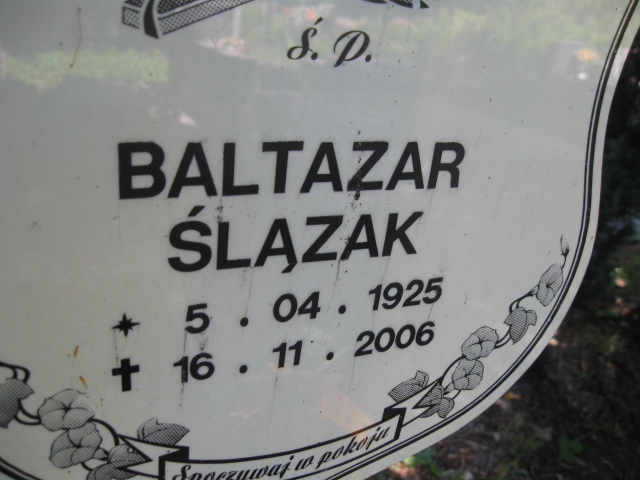 Ś. P.
BALTAZAR
ŚLĄZAK
5 . 04 . 1925
16 . 11 . 2006
Spoczywaj w pokoju